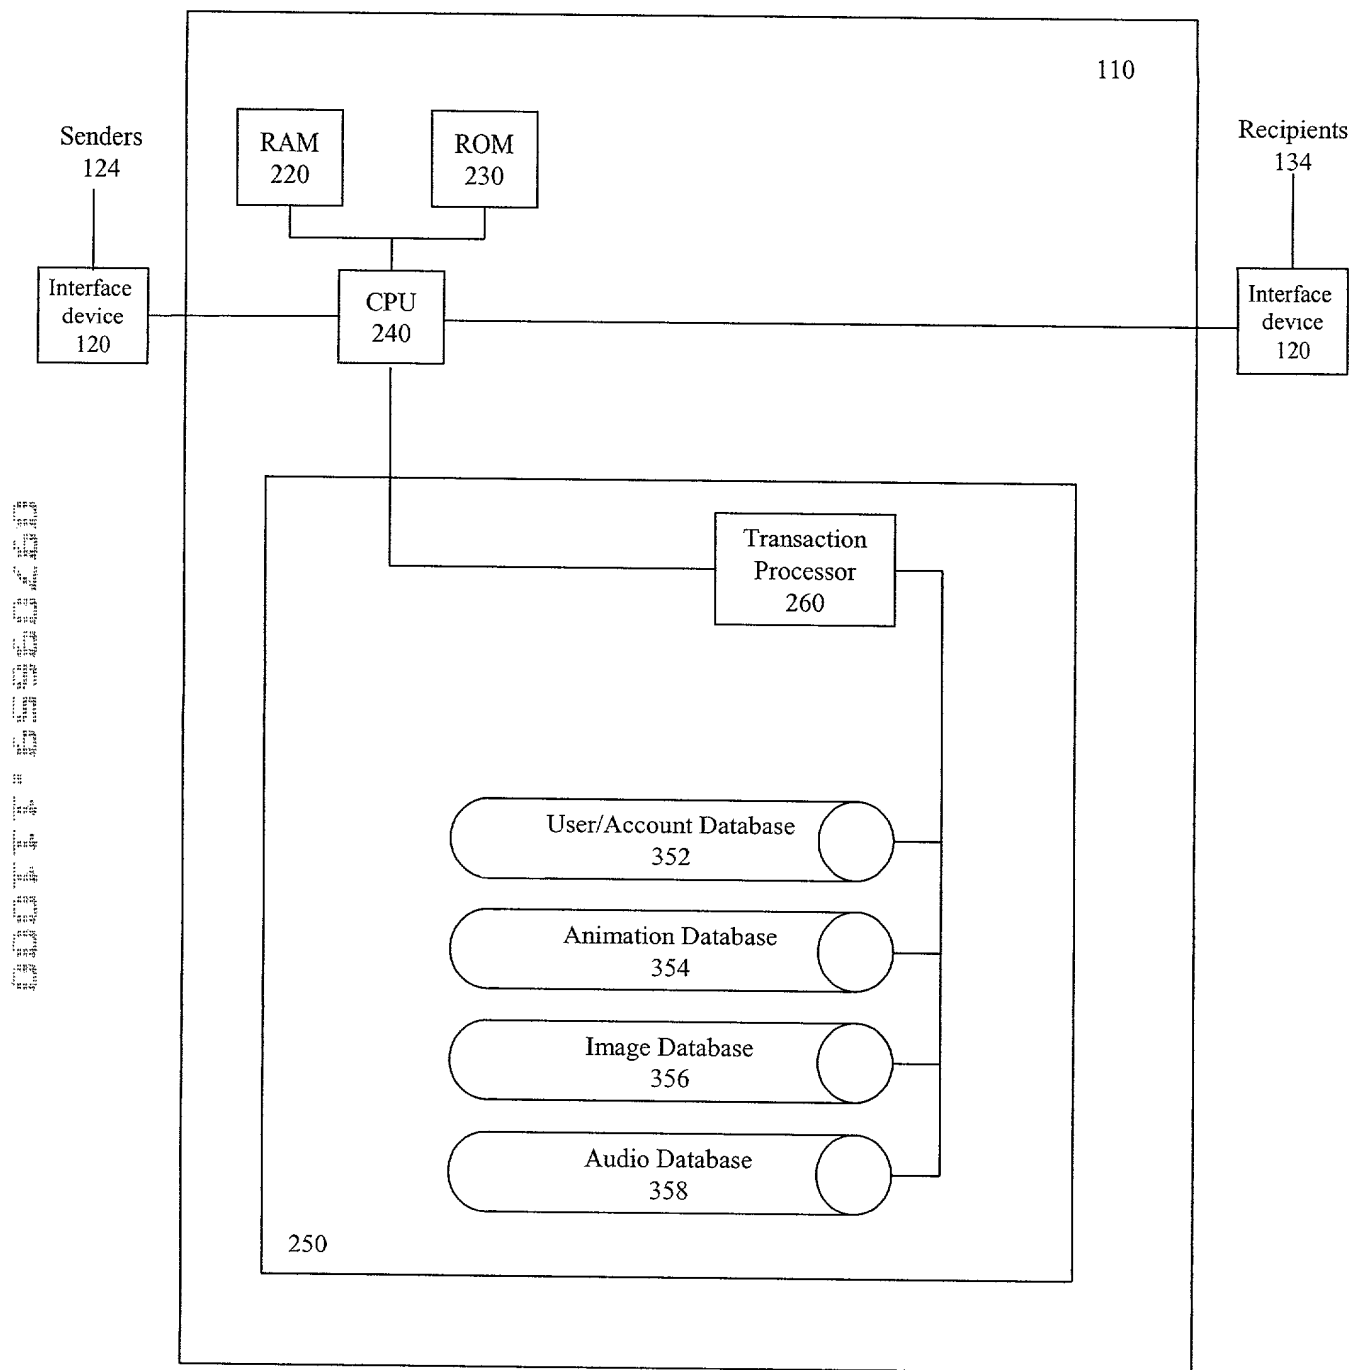 110
Senders
124
RAM
220
ROM
230
Recipients
134
Interface
device
120
CPU
240
Interface
device
120
Transaction
Processor
260
User/Account Database
352
Animation Database
354
Image Database
356
Audio Database
358
250